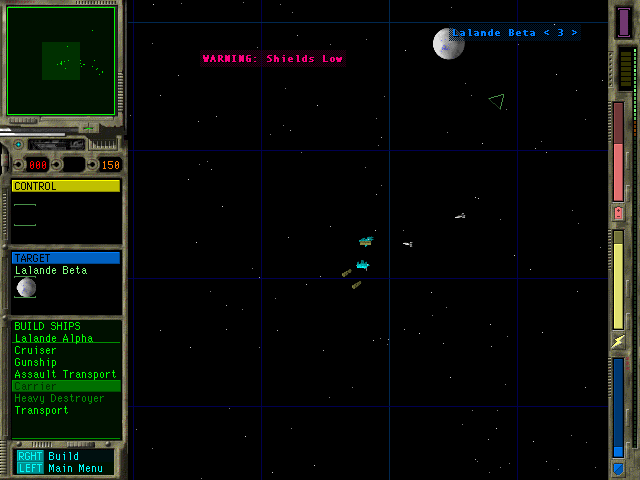 Lalande Beta < 3 >
WARNING: Shields Low
000 150
CONTROL
TARGET
Lalande Beta
BUILD SHIPS
Lalande Alpha
Cruiser
Gunship
Assault Transport
Carrier
Heavy Destroyer
Transport
RGHT Build
LEFT Main Menu